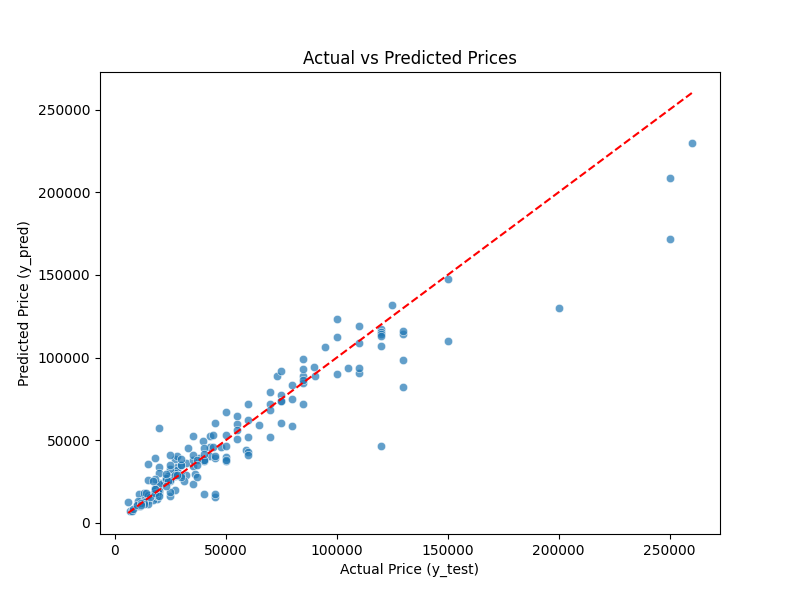 Actual vs Predicted Prices
Predicted Price (y_pred)
250000
200000
150000
100000
50000
0
0 50000 100000 150000 200000 250000
Actual Price (y_test)